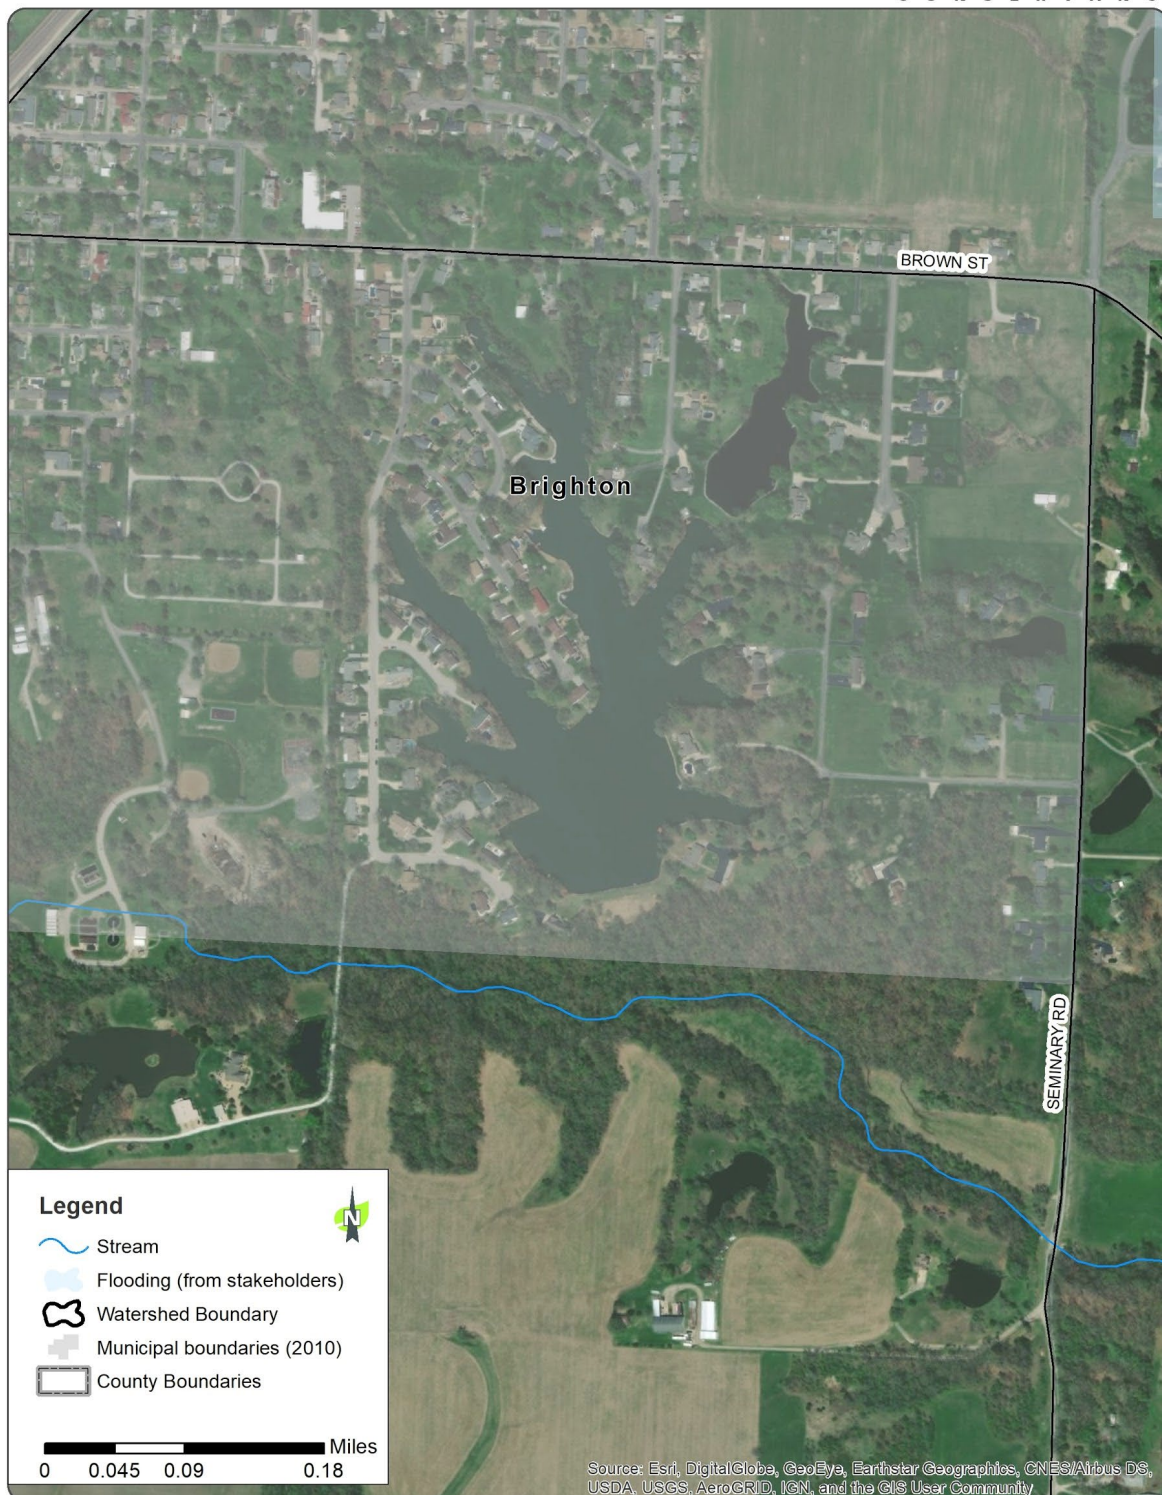 BROWN ST
Brighton
SEMINARY RD
Legend
N
Stream
Flooding (from stakeholders)
Watershed Boundary
Municipal boundaries (2010)
County Boundaries
Miles
0 0.045 0.09 0.18
Source: Esri, DigitalGlobe, GeoEye, Earthstar Geographics, CNES/Airbus DS,
USDA, USGS, AeroGRID, IGN, and the GIS User Community